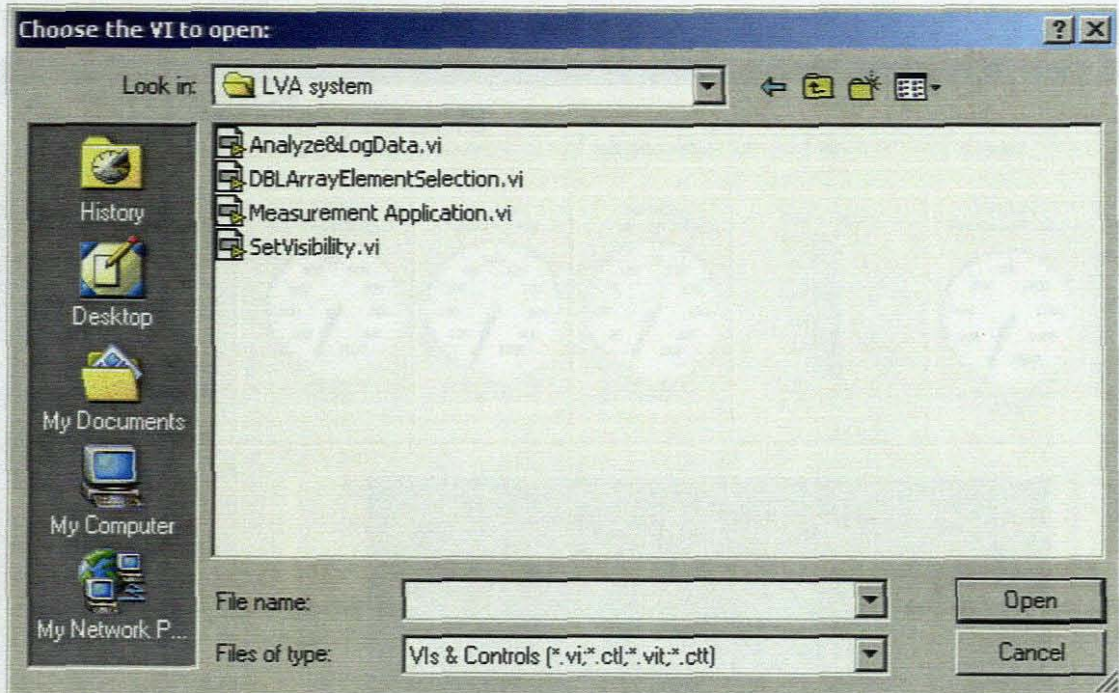 Choose the VI to open:
Look in: LVA system
Analyze&LogData.vi
DBLArrayElementSelection.vi
Measurement Application.vi
SetVisibility.vi
History
Desktop
My Documents
My Computer
My Network P...
File name:
Open
Files of type: VIs & Controls (*.vi;*.ctl;*.vit;*.ctt)
Cancel